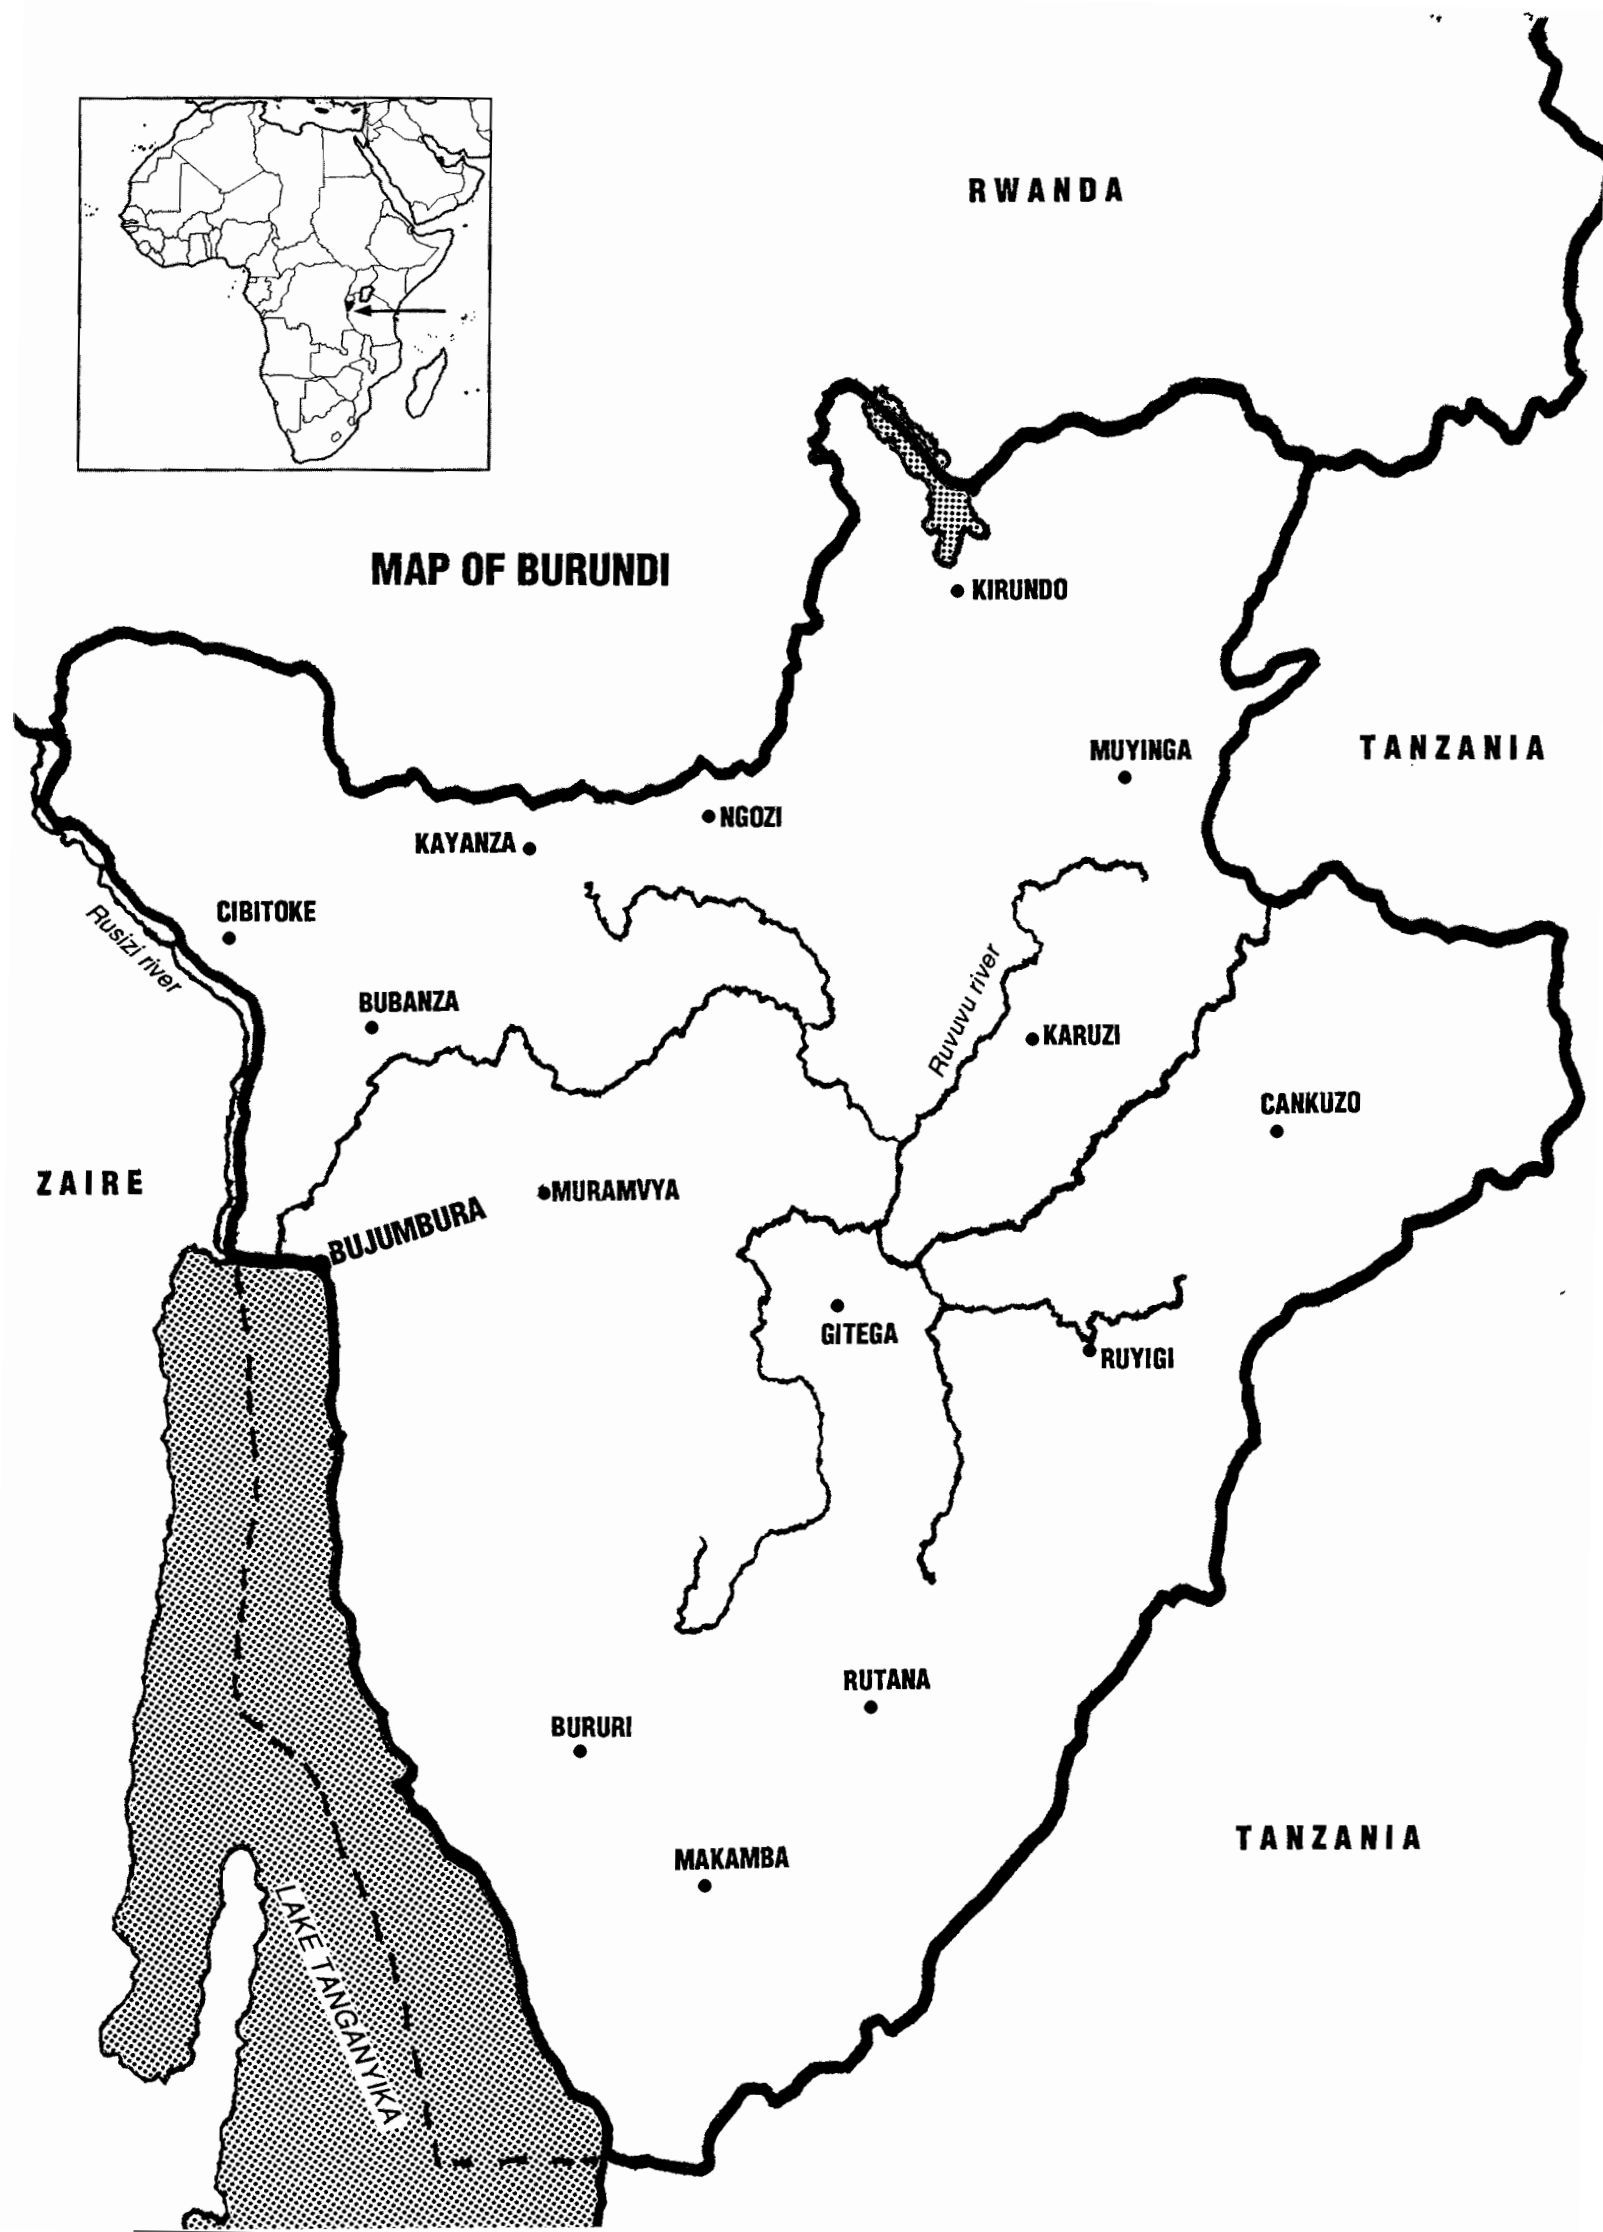 RWANDA
MAP OF BURUNDI
KIRUNDO
MUYINGA
TANZANIA
NGOZI
KAYANZA
CIBITOKE
Rusizi river
BUBANZA
Ruvuvu river
KARUZI
CANKUZO
ZAIRE
MURAMVYA
BUJUMBURA
GITEGA
RUYIGI
RUTANA
BURURI
TANZANIA
MAKAMBA
LAKE TANGANYIKA